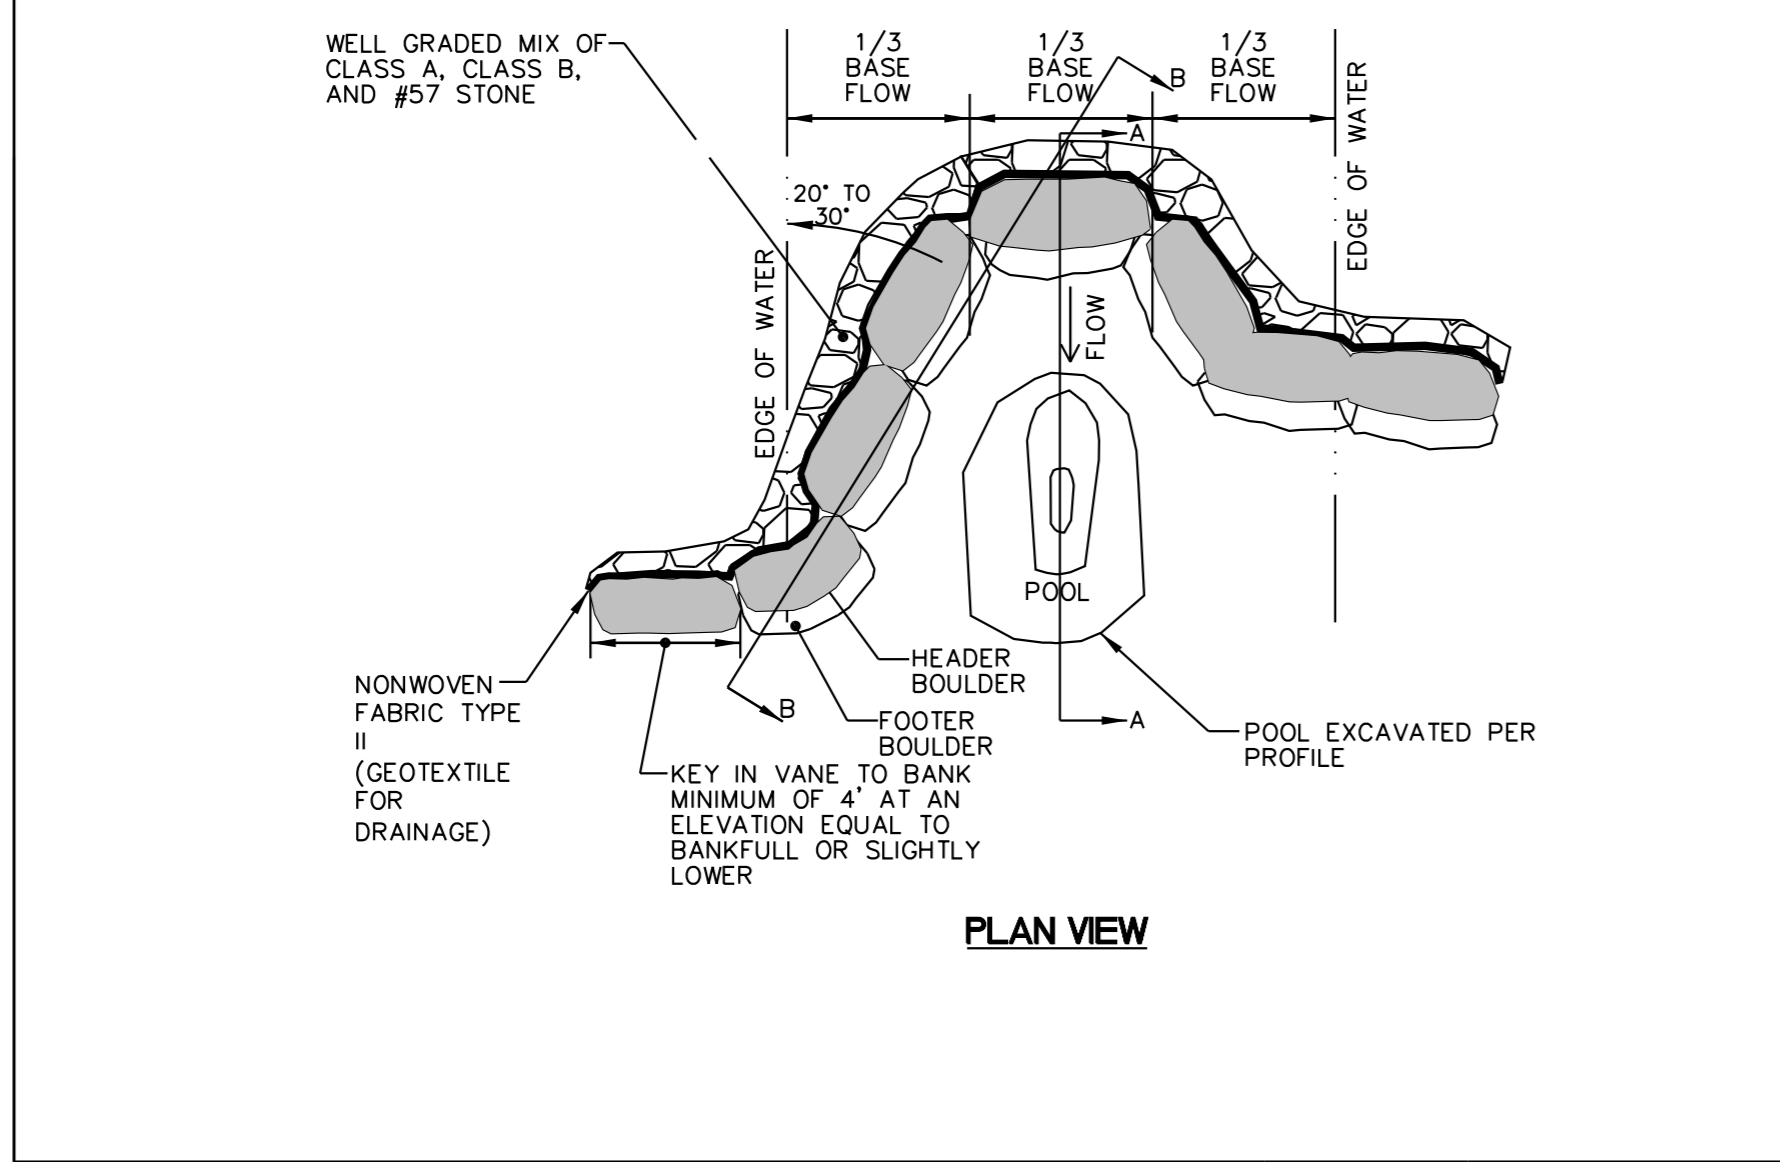 WELL GRADED MIX OF
CLASS A, CLASS B,
AND #57 STONE
1/3
BASE
FLOW
1/3
BASE
FLOW
1/3
BASE
FLOW
B
A
EDGE OF WATER
20° TO
30°
EDGE OF WATER
FLOW
POOL
HEADER
BOULDER
NONWOVEN
FABRIC TYPE
II
(GEOTEXTILE
FOR
DRAINAGE)
B
FOOTER
BOULDER
A
POOL EXCAVATED PER
PROFILE
KEY IN VANE TO BANK
MINIMUM OF 4' AT AN
ELEVATION EQUAL TO
BANKFULL OR SLIGHTLY
LOWER
PLAN VIEW